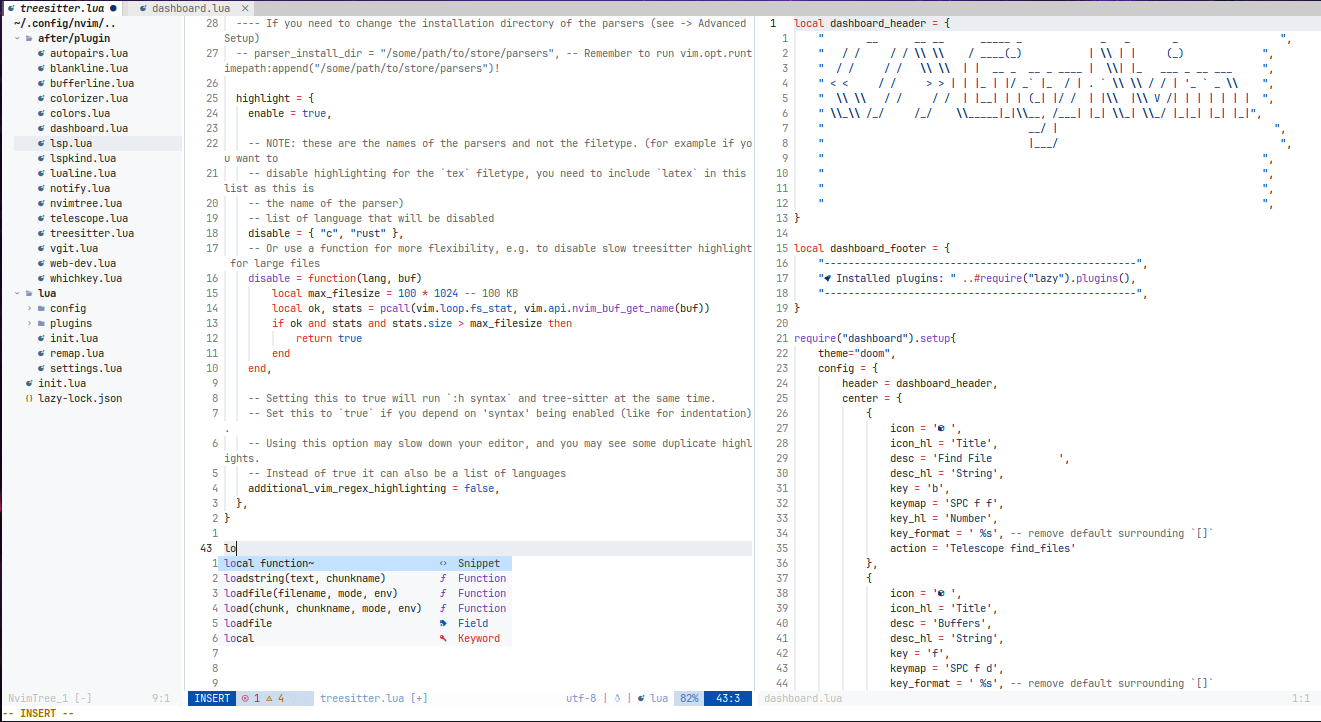 treesitter.lua ● dashboard.lua ×
~/.config/nvim/..
after/plugin
autopairs.lua
blankline.lua
bufferline.lua
colorizer.lua
colors.lua
dashboard.lua
lsp.lua
lspkind.lua
lualine.lua
notify.lua
nvimtree.lua
telescope.lua
treesitter.lua
vgit.lua
web-dev.lua
whichkey.lua
lua
config
plugins
init.lua
remap.lua
settings.lua
init.lua
{} lazy-lock.json
NvimTree_1 [-] 9:1
28 ---- If you need to change the installation directory of the parsers (see -> Advanced
Setup)
27 -- parser_install_dir = "/some/path/to/store/parsers", -- Remember to run vim.opt.runt
imepath:append("/some/path/to/store/parsers")!
26
25 highlight = {
24 enable = true,
23
22 -- NOTE: these are the names of the parsers and not the filetype. (for example if yo
u want to
21 -- disable highlighting for the `tex` filetype, you need to include `latex` in this
list as this is
20 -- the name of the parser)
19 -- list of language that will be disabled
18 disable = { "c", "rust" },
17 -- Or use a function for more flexibility, e.g. to disable slow treesitter highlight
for large files
16 disable = function(lang, buf)
15 local max_filesize = 100 * 1024 -- 100 KB
14 local ok, stats = pcall(vim.loop.fs_stat, vim.api.nvim_buf_get_name(buf))
13 if ok and stats and stats.size > max_filesize then
12 return true
11 end
10 end,
9
8 -- Setting this to true will run `:h syntax` and tree-sitter at the same time.
7 -- Set this to `true` if you depend on 'syntax' being enabled (like for indentation)
.
6 -- Using this option may slow down your editor, and you may see some duplicate highl
ights.
5 -- Instead of true it can also be a list of languages
4 additional_vim_regex_highlighting = false,
3 },
2 }
1
43 lo
1 local function~ <> Snippet
2 loadstring(text, chunkname) ƒ Function
3 loadfile(filename, mode, env) ƒ Function
4 load(chunk, chunkname, mode, env) ƒ Function
5 loadfile Field
6 local Keyword
7
8
9
INSERT 1 4 treesitter.lua [+] utf-8 | | lua 82% 43:3
-- INSERT --
1 local dashboard_header = {
1 " __ __ __ _____ _ _ _ _ ",
2 " / / / / \\ \\ / ____(_) | \\ | | (_) ",
3 " / / / / \\ \\ | | __ _ __ _ ____ | \\| |_ ___ _ __ ___ ",
4 " < < / / > > | | |_ | |/ _` |_ / | . ` \\ \\ / / | '_ ` _ \\ ",
5 " \\ \\ / / / / | |__| | | (_| |/ / | |\\ |\\ V /| | | | | | | ",
6 " \\_\\ /_/ /_/ \\_____|_|\\__, /___| |_| \\_| \\_/ |_|_| |_| |_|",
7 " __/ | ",
8 " |___/ ",
9 " ",
10 " ",
11 " ",
12 " ",
13 }
14
15 local dashboard_footer = {
16 "----------------------------------------------------",
17 " Installed plugins: " ..#require("lazy").plugins(),
18 "----------------------------------------------------",
19 }
20
21 require("dashboard").setup{
22 theme="doom",
23 config = {
24 header = dashboard_header,
25 center = {
26 {
27 icon = ' ',
28 icon_hl = 'Title',
29 desc = 'Find File ',
30 desc_hl = 'String',
31 key = 'b',
32 keymap = 'SPC f f',
33 key_hl = 'Number',
34 key_format = ' %s', -- remove default surrounding `[]`
35 action = 'Telescope find_files'
36 },
37 {
38 icon = ' ',
39 icon_hl = 'Title',
40 desc = 'Buffers',
41 desc_hl = 'String',
42 key = 'f',
43 keymap = 'SPC f d',
44 key_format = ' %s', -- remove default surrounding `[]`
dashboard.lua 1:1